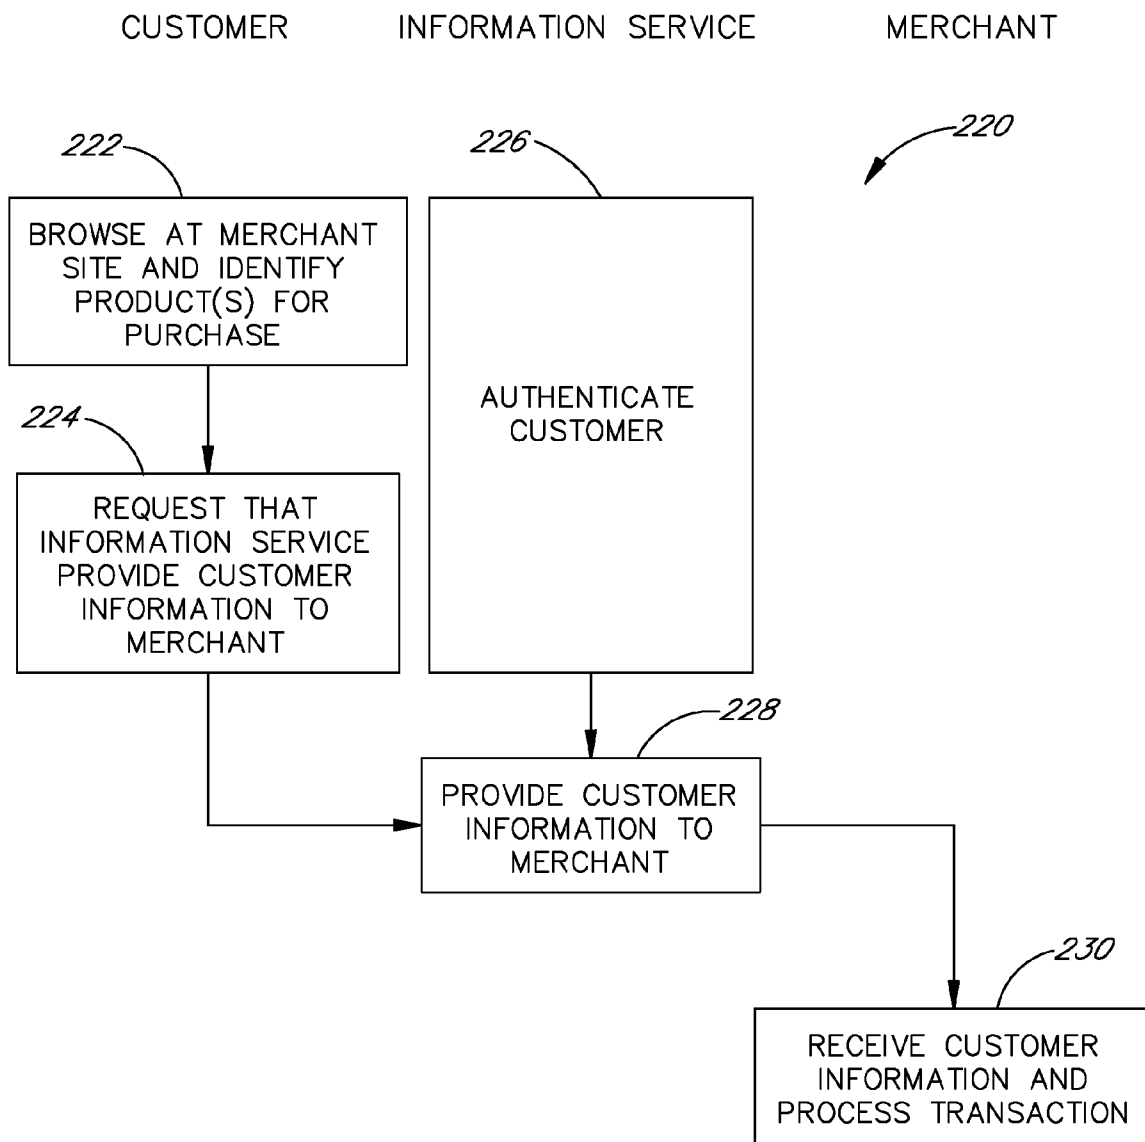 CUSTOMER
INFORMATION SERVICE
MERCHANT
220
222
BROWSE AT MERCHANT
SITE AND IDENTIFY
PRODUCT(S) FOR
PURCHASE
226
AUTHENTICATE
CUSTOMER
224
REQUEST THAT
INFORMATION SERVICE
PROVIDE CUSTOMER
INFORMATION TO
MERCHANT
228
PROVIDE CUSTOMER
INFORMATION TO
MERCHANT
230
RECEIVE CUSTOMER
INFORMATION AND
PROCESS TRANSACTION